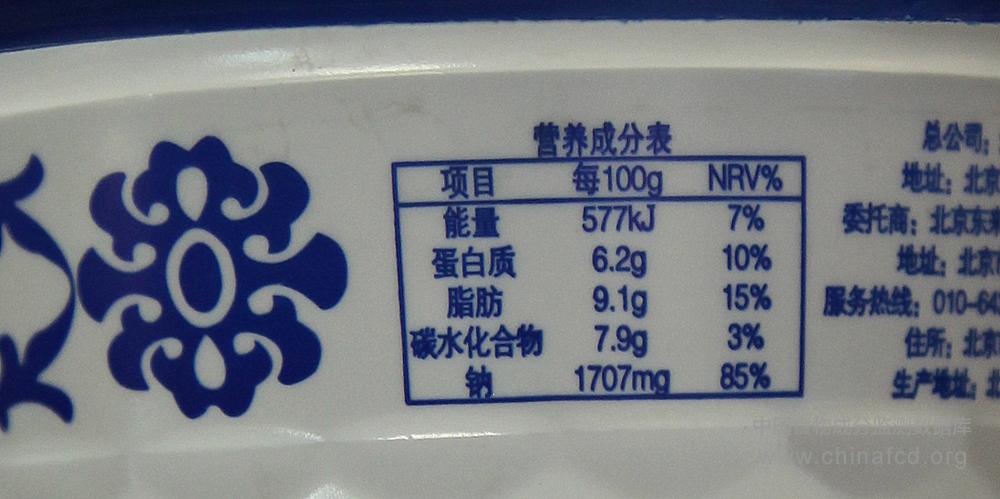 营养成分表
项目 每100g NRV%
能量 577kJ 7%
蛋白质 6.2g 10%
脂肪 9.1g 15%
碳水化合物 7.9g 3%
钠 1707mg 85%
总公司:
地址: 北京
委托商: 北京东
地址: 北京
服务热线: 010-64
住所: 北京
生产地址: 北
www.chinafcd.org